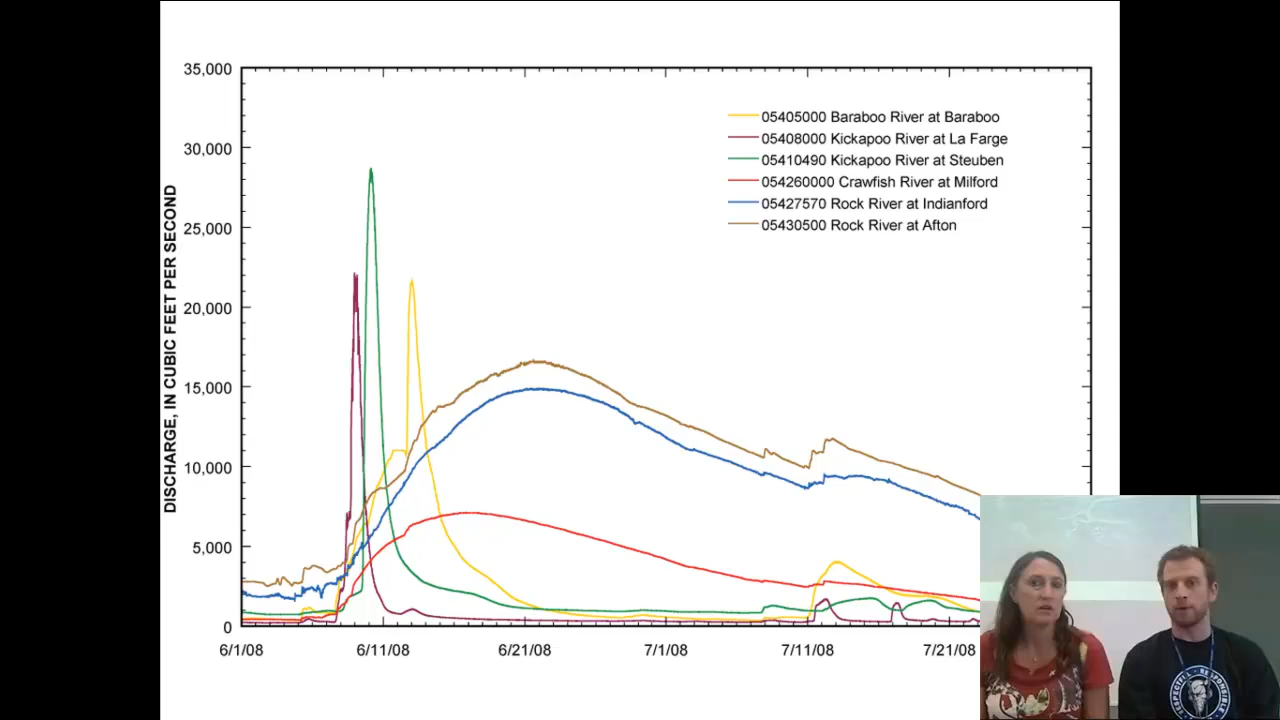 35,000
30,000
25,000
20,000
15,000
10,000
5,000
0
DISCHARGE, IN CUBIC FEET PER SECOND
05405000 Baraboo River at Baraboo
05408000 Kickapoo River at La Farge
05410490 Kickapoo River at Steuben
054260000 Crawfish River at Milford
05427570 Rock River at Indianford
05430500 Rock River at Afton
6/1/08
6/11/08
6/21/08
7/1/08
7/11/08
7/21/08
RESPONSIBLE